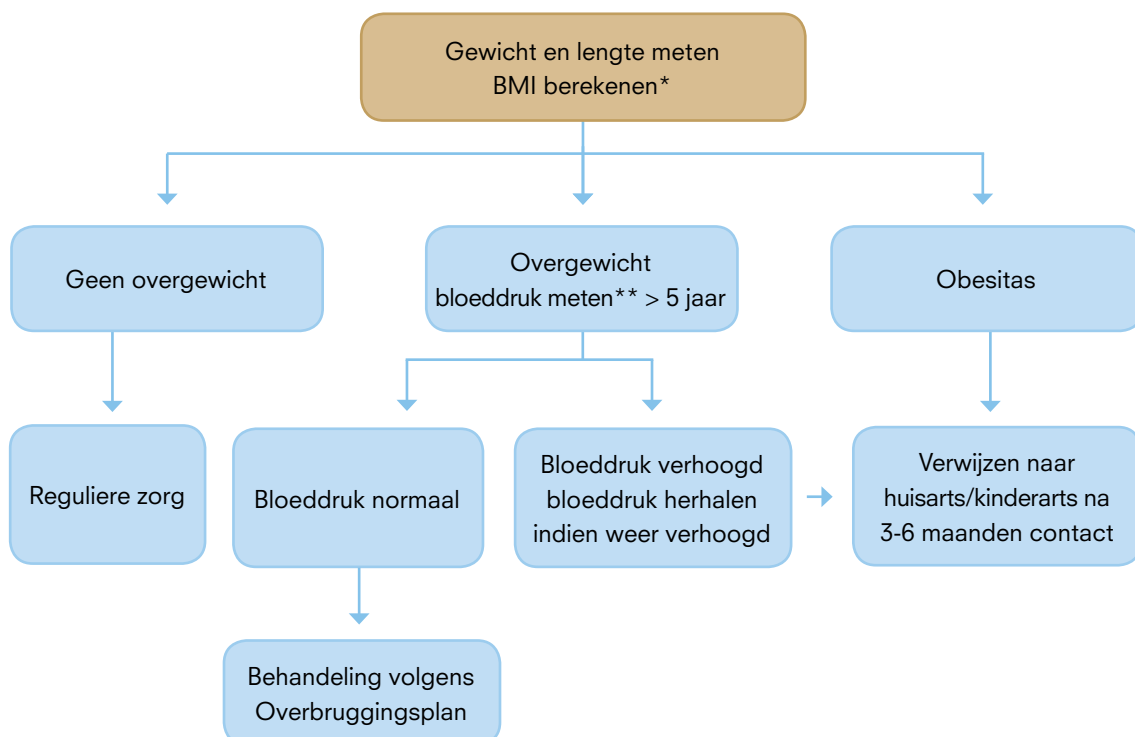 Gewicht en lengte meten
BMI berekenen*
Geen overgewicht
Overgewicht
bloeddruk meten** > 5 jaar
Obesitas
Reguliere zorg
Bloeddruk normaal
Bloeddruk verhoogd
bloeddruk herhalen
indien weer verhoogd
Verwijzen naar
huisarts/kinderarts na
3-6 maanden contact
Behandeling volgens
Overbruggingsplan